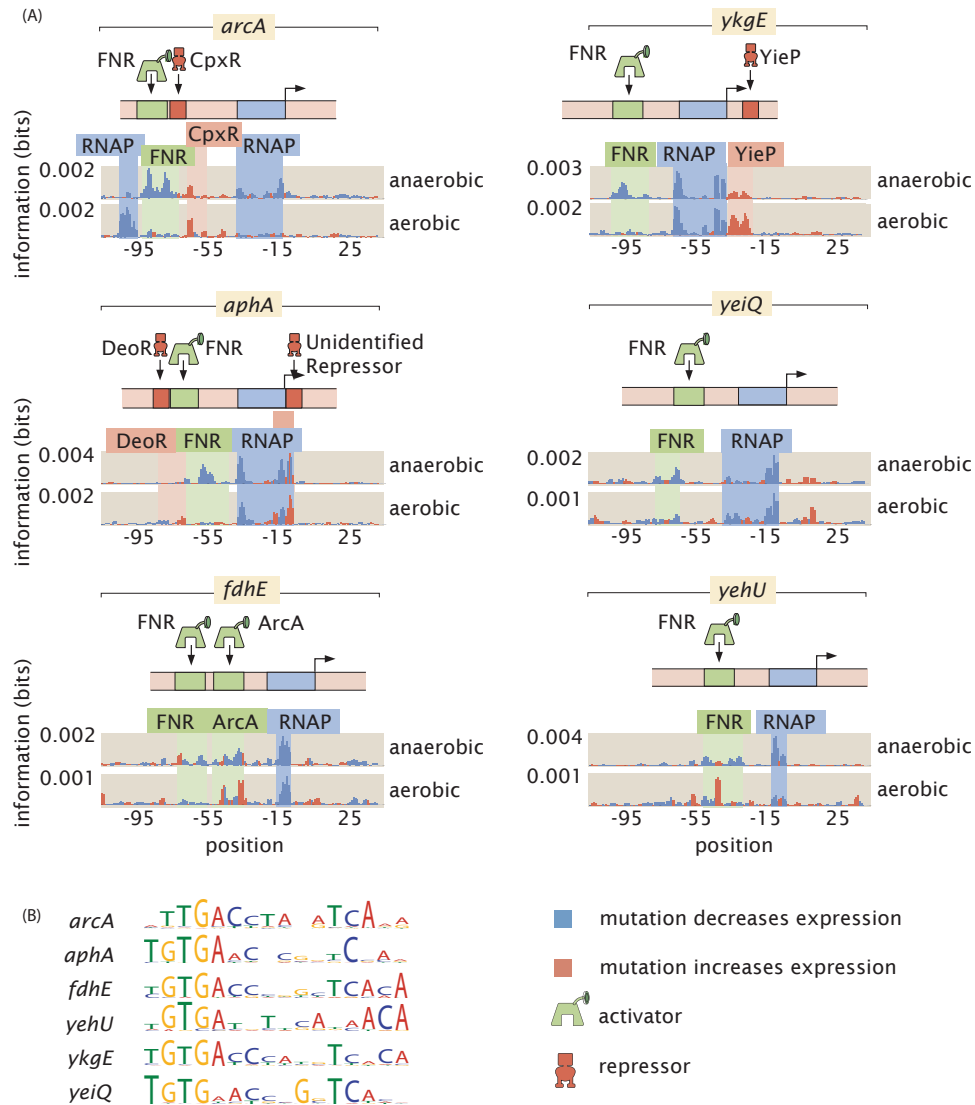 (A)
arcA
FNR CpxR
information (bits)
RNAP FNR CpxR RNAP
0.002 anaerobic
0.002 aerobic
-95 -55 -15 25
ykgE
FNR YieP
FNR RNAP YieP
0.003 anaerobic
0.002 aerobic
-95 -55 -15 25
aphA
DeoR FNR Unidentified
Repressor
information (bits)
DeoR FNR RNAP
0.004 anaerobic
0.002 aerobic
-95 -55 -15 25
yeiQ
FNR
FNR RNAP
0.002 anaerobic
0.001 aerobic
-95 -55 -15 25
fdhE
FNR ArcA
information (bits)
FNR ArcA RNAP
0.002 anaerobic
0.001 aerobic
-95 -55 -15 25
position
yehU
FNR
FNR RNAP
0.004 anaerobic
0.001 aerobic
-95 -55 -15 25
position
(B)
arcA
aphA
fdhE
yehU
ykgE
yeiQ
mutation decreases expression
mutation increases expression
activator
repressor